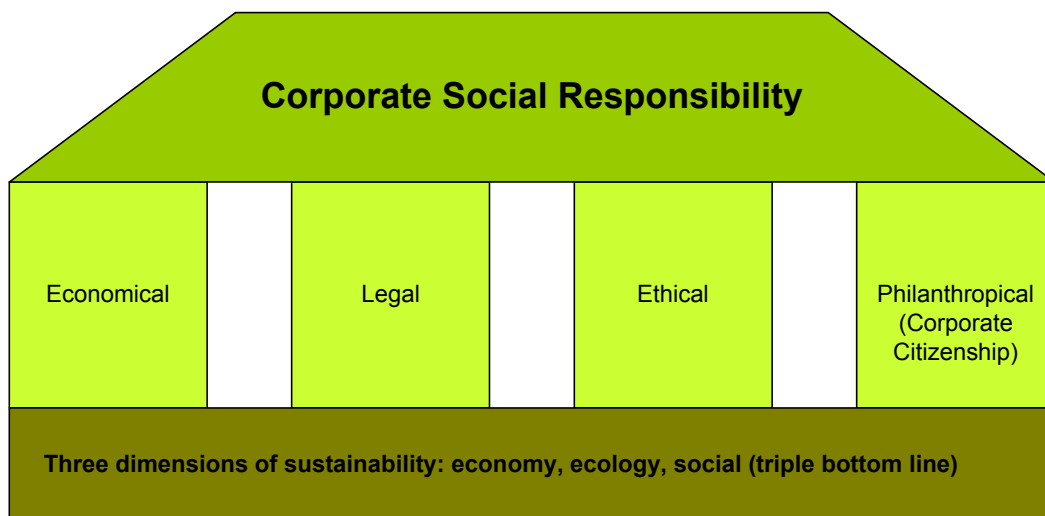 Corporate Social Responsibility
Economical
Legal
Ethical
Philanthropical
(Corporate
Citizenship)
Three dimensions of sustainability: economy, ecology, social (triple bottom line)